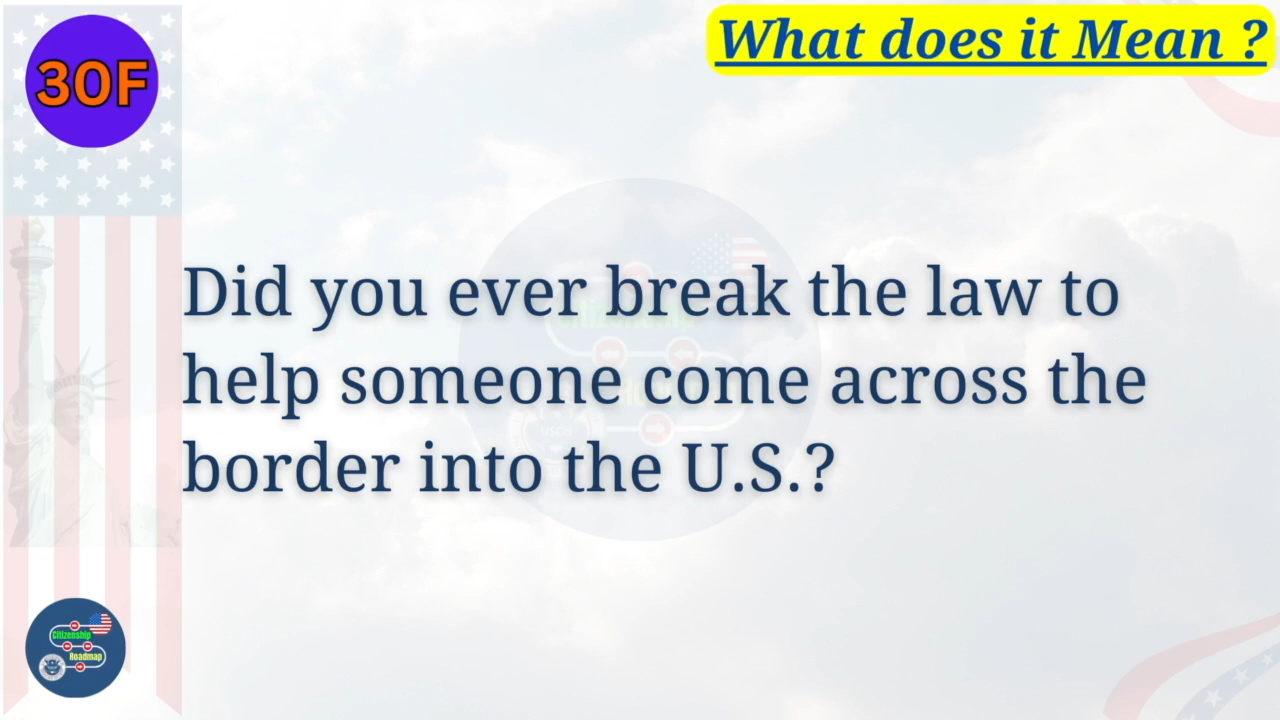 30F
What does it Mean ?
Did you ever break the law to
help someone come across the
border into the U.S.?
Citizenship
Roadmap